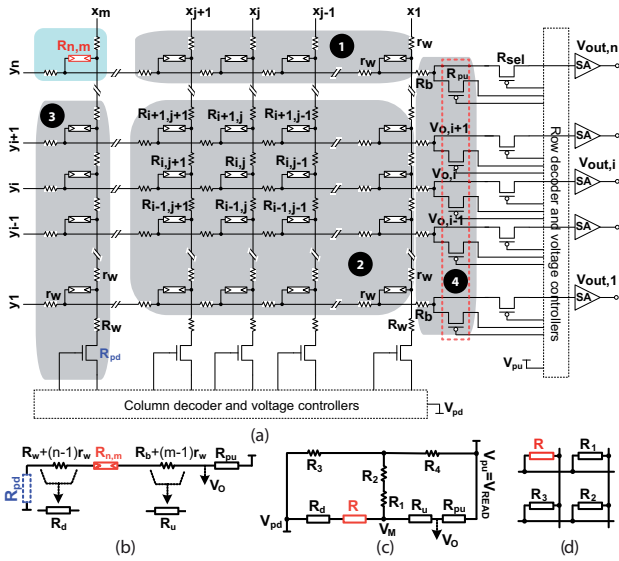 xm xj+1 xj xj-1 x1
Rn,m 1 rw
yn rw Rb Rpu Rsel SA Vout,n
3
yi+1 Ri+1,j+1 Ri+1,j Ri+1,j-1 Vo,i+1 SA
yi Ri,j+1 Ri,j Ri,j-1 Vo,i SA Vout,i
yi-1 Ri-1,j+1 Ri-1,j Ri-1,j-1 Vo,i-1 SA
rw 2 rw 4
y1 rw Rb SA Vout,1
Rw Rw
Rpd
Row decoder and voltage controllers
Vpu
Column decoder and voltage controllers Vpd
(a)
Rw+(n-1)rw Rn,m Rb+(m-1)rw Rpu
Rpd VO
Rd Ru
(b)
R3 R2 R4
R1
Vpd Rd R VM Ru Rpu
VO
Vpu=VREAD
(c)
R R1
R3 R2
(d)